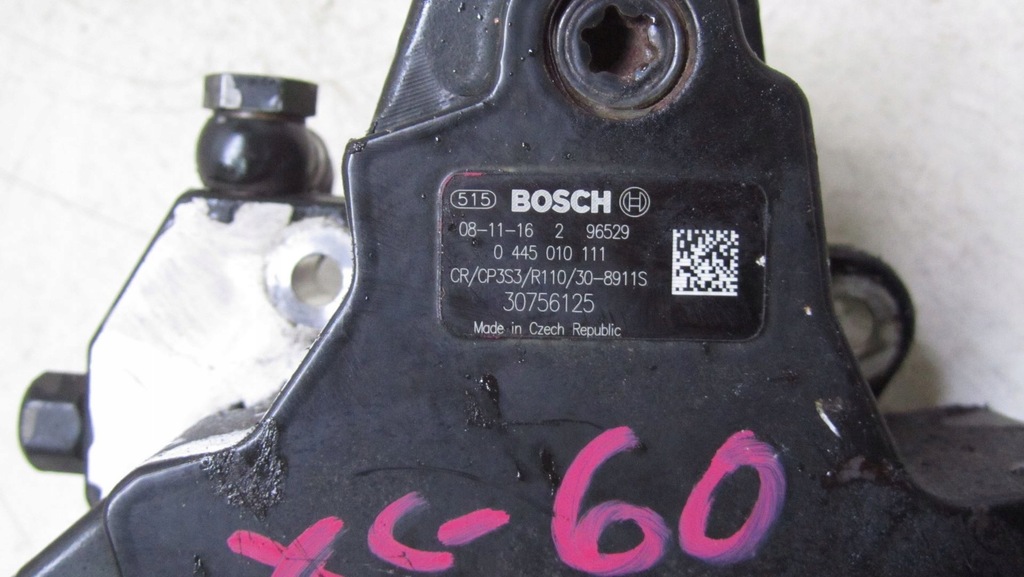 515 BOSCH
08-11-16 2 96529
0 445 010 111
CR/CP3S3/R110/30-8911S
30756125
Made in Czech Republic
XC-60